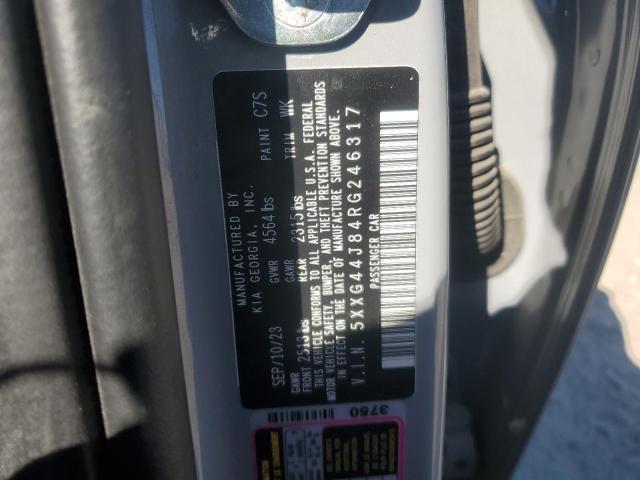 MANUFACTURED BY
KIA GEORGIA, INC.
SEP/10/23 GVWR 4564 lbs PAINT C7S
GAWR GAWR
FRONT 2513 lbs REAR 2315 lbs TRIM WK
THIS VEHICLE CONFORMS TO ALL APPLICABLE U.S.A. FEDERAL
MOTOR VEHICLE SAFETY, BUMPER, AND THEFT PREVENTION STANDARDS
IN EFFECT ON THE DATE OF MANUFACTURE SHOWN ABOVE.
V.I.N. 5XXG44J84RG246317
PASSENGER CAR
3750